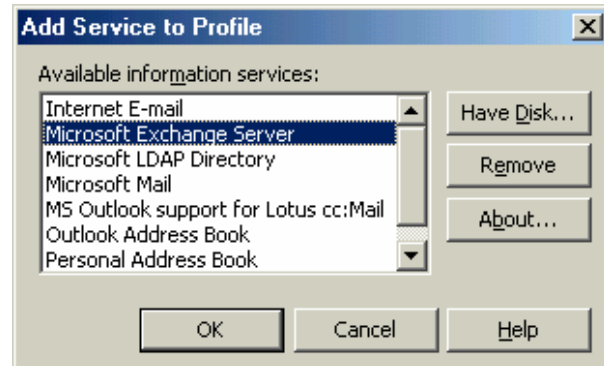 Add Service to Profile
Available information services:
Internet E-mail
Microsoft Exchange Server
Microsoft LDAP Directory
Microsoft Mail
MS Outlook support for Lotus cc:Mail
Outlook Address Book
Personal Address Book
Have Disk...
Remove
About...
OK
Cancel
Help